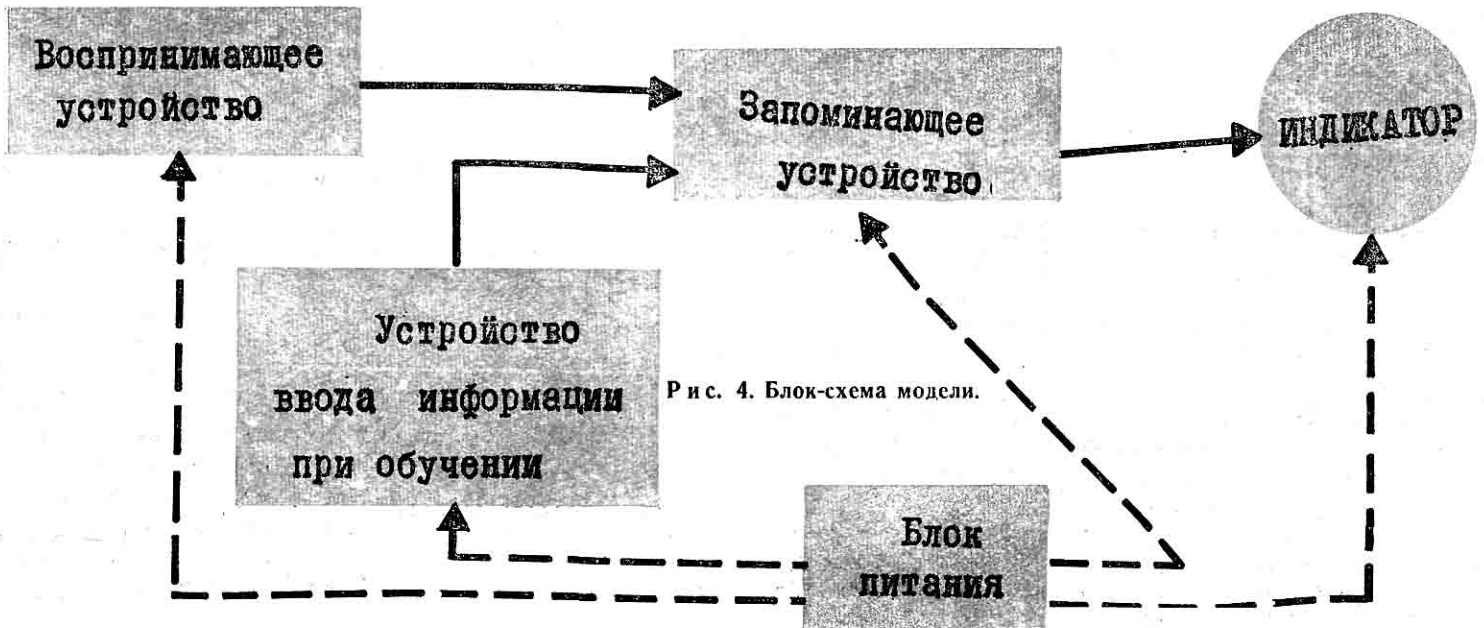 Воспринимающее
устройство
Запоминающее
устройство
ИНДИКАТОР
Устройство
ввода информации
при обучении
Рис. 4. Блок-схема модели.
Блок
питания